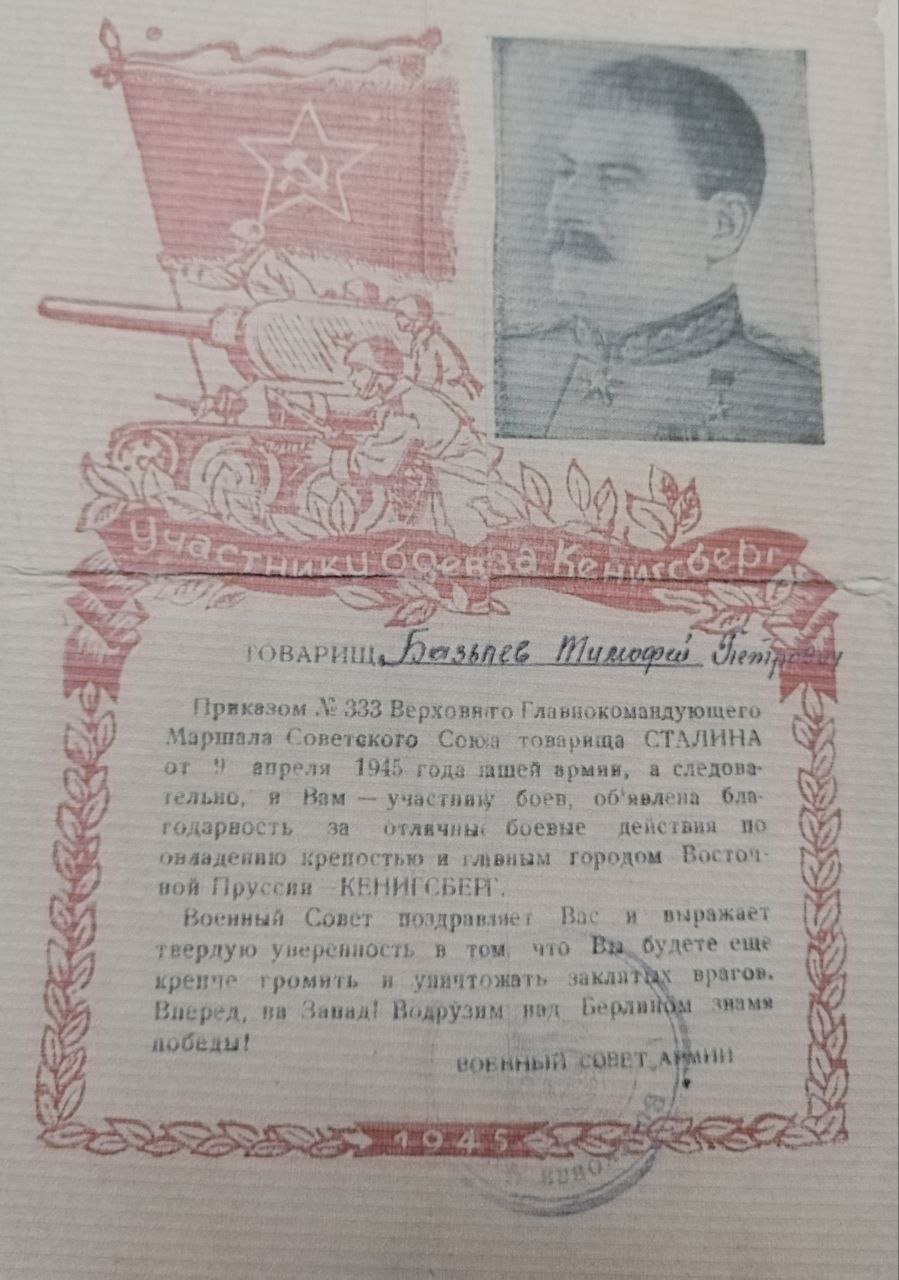 Участнику боев за Кенигсберг
ТОВАРИЩ Базылев Тимофей Петрович
Приказом № 333 Верховного Главнокомандующего
Маршала Советского Союза товарища СТАЛИНА
от 9 апреля 1945 года нашей армии, а следова-
тельно, и Вам — участнику боев, об'явлена бла-
годарность за отличные боевые действия по
овладению крепостью и главным городом Восточ-
ной Пруссии КЕНИГСБЕРГ.
Военный Совет поздравляет Вас и выражает
твердую уверенность в том, что Вы будете еще
крепче громить и уничтожать заклятых врагов.
Вперед, на Запад! Водрузим над Берлином знамя
победы!
ВОЕННЫЙ СОВЕТ АРМИИ
1945